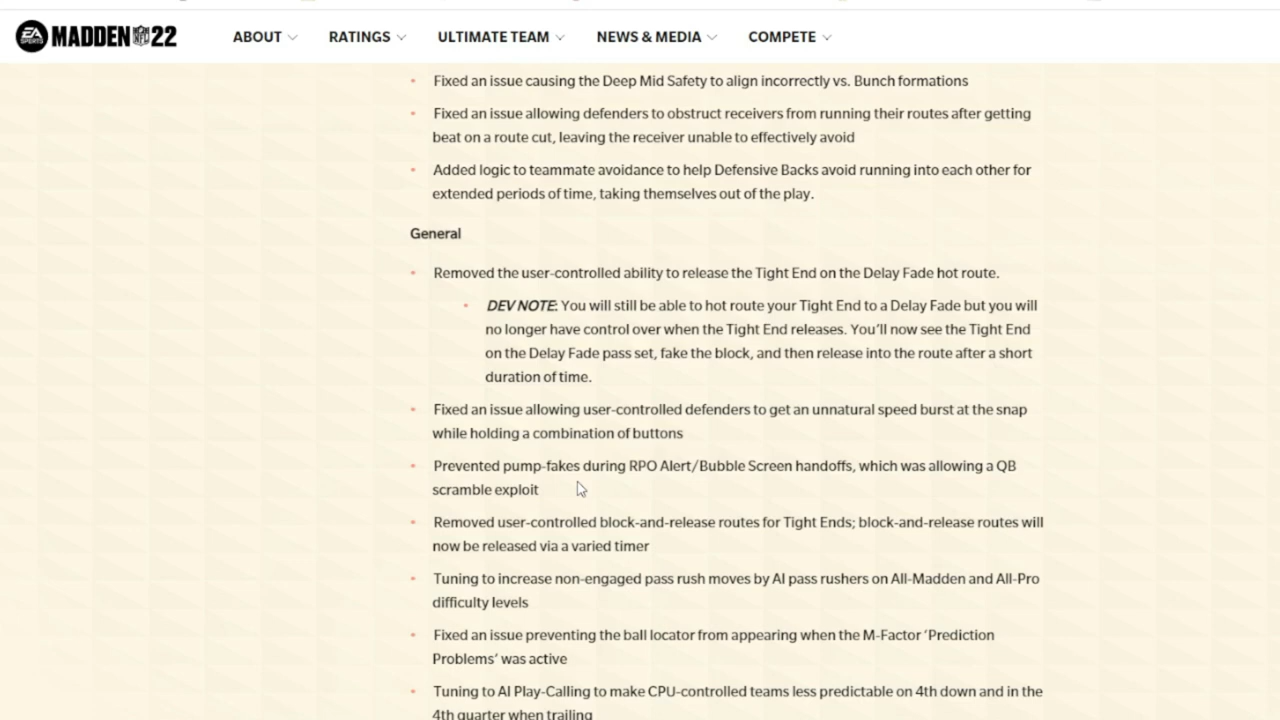 EA SPORTS MADDEN NFL 22
ABOUT RATINGS ULTIMATE TEAM NEWS & MEDIA COMPETE
• Fixed an issue causing the Deep Mid Safety to align incorrectly vs. Bunch formations
• Fixed an issue allowing defenders to obstruct receivers from running their routes after getting
beat on a route cut, leaving the receiver unable to effectively avoid
• Added logic to teammate avoidance to help Defensive Backs avoid running into each other for
extended periods of time, taking themselves out of the play.
General
• Removed the user-controlled ability to release the Tight End on the Delay Fade hot route.
• DEV NOTE: You will still be able to hot route your Tight End to a Delay Fade but you will
no longer have control over when the Tight End releases. You'll now see the Tight End
on the Delay Fade pass set, fake the block, and then release into the route after a short
duration of time.
• Fixed an issue allowing user-controlled defenders to get an unnatural speed burst at the snap
while holding a combination of buttons
• Prevented pump-fakes during RPO Alert/Bubble Screen handoffs, which was allowing a QB
scramble exploit
• Removed user-controlled block-and-release routes for Tight Ends; block-and-release routes will
now be released via a varied timer
• Tuning to increase non-engaged pass rush moves by AI pass rushers on All-Madden and All-Pro
difficulty levels
• Fixed an issue preventing the ball locator from appearing when the M-Factor 'Prediction
Problems' was active
• Tuning to AI Play-Calling to make CPU-controlled teams less predictable on 4th down and in the
4th quarter when trailing